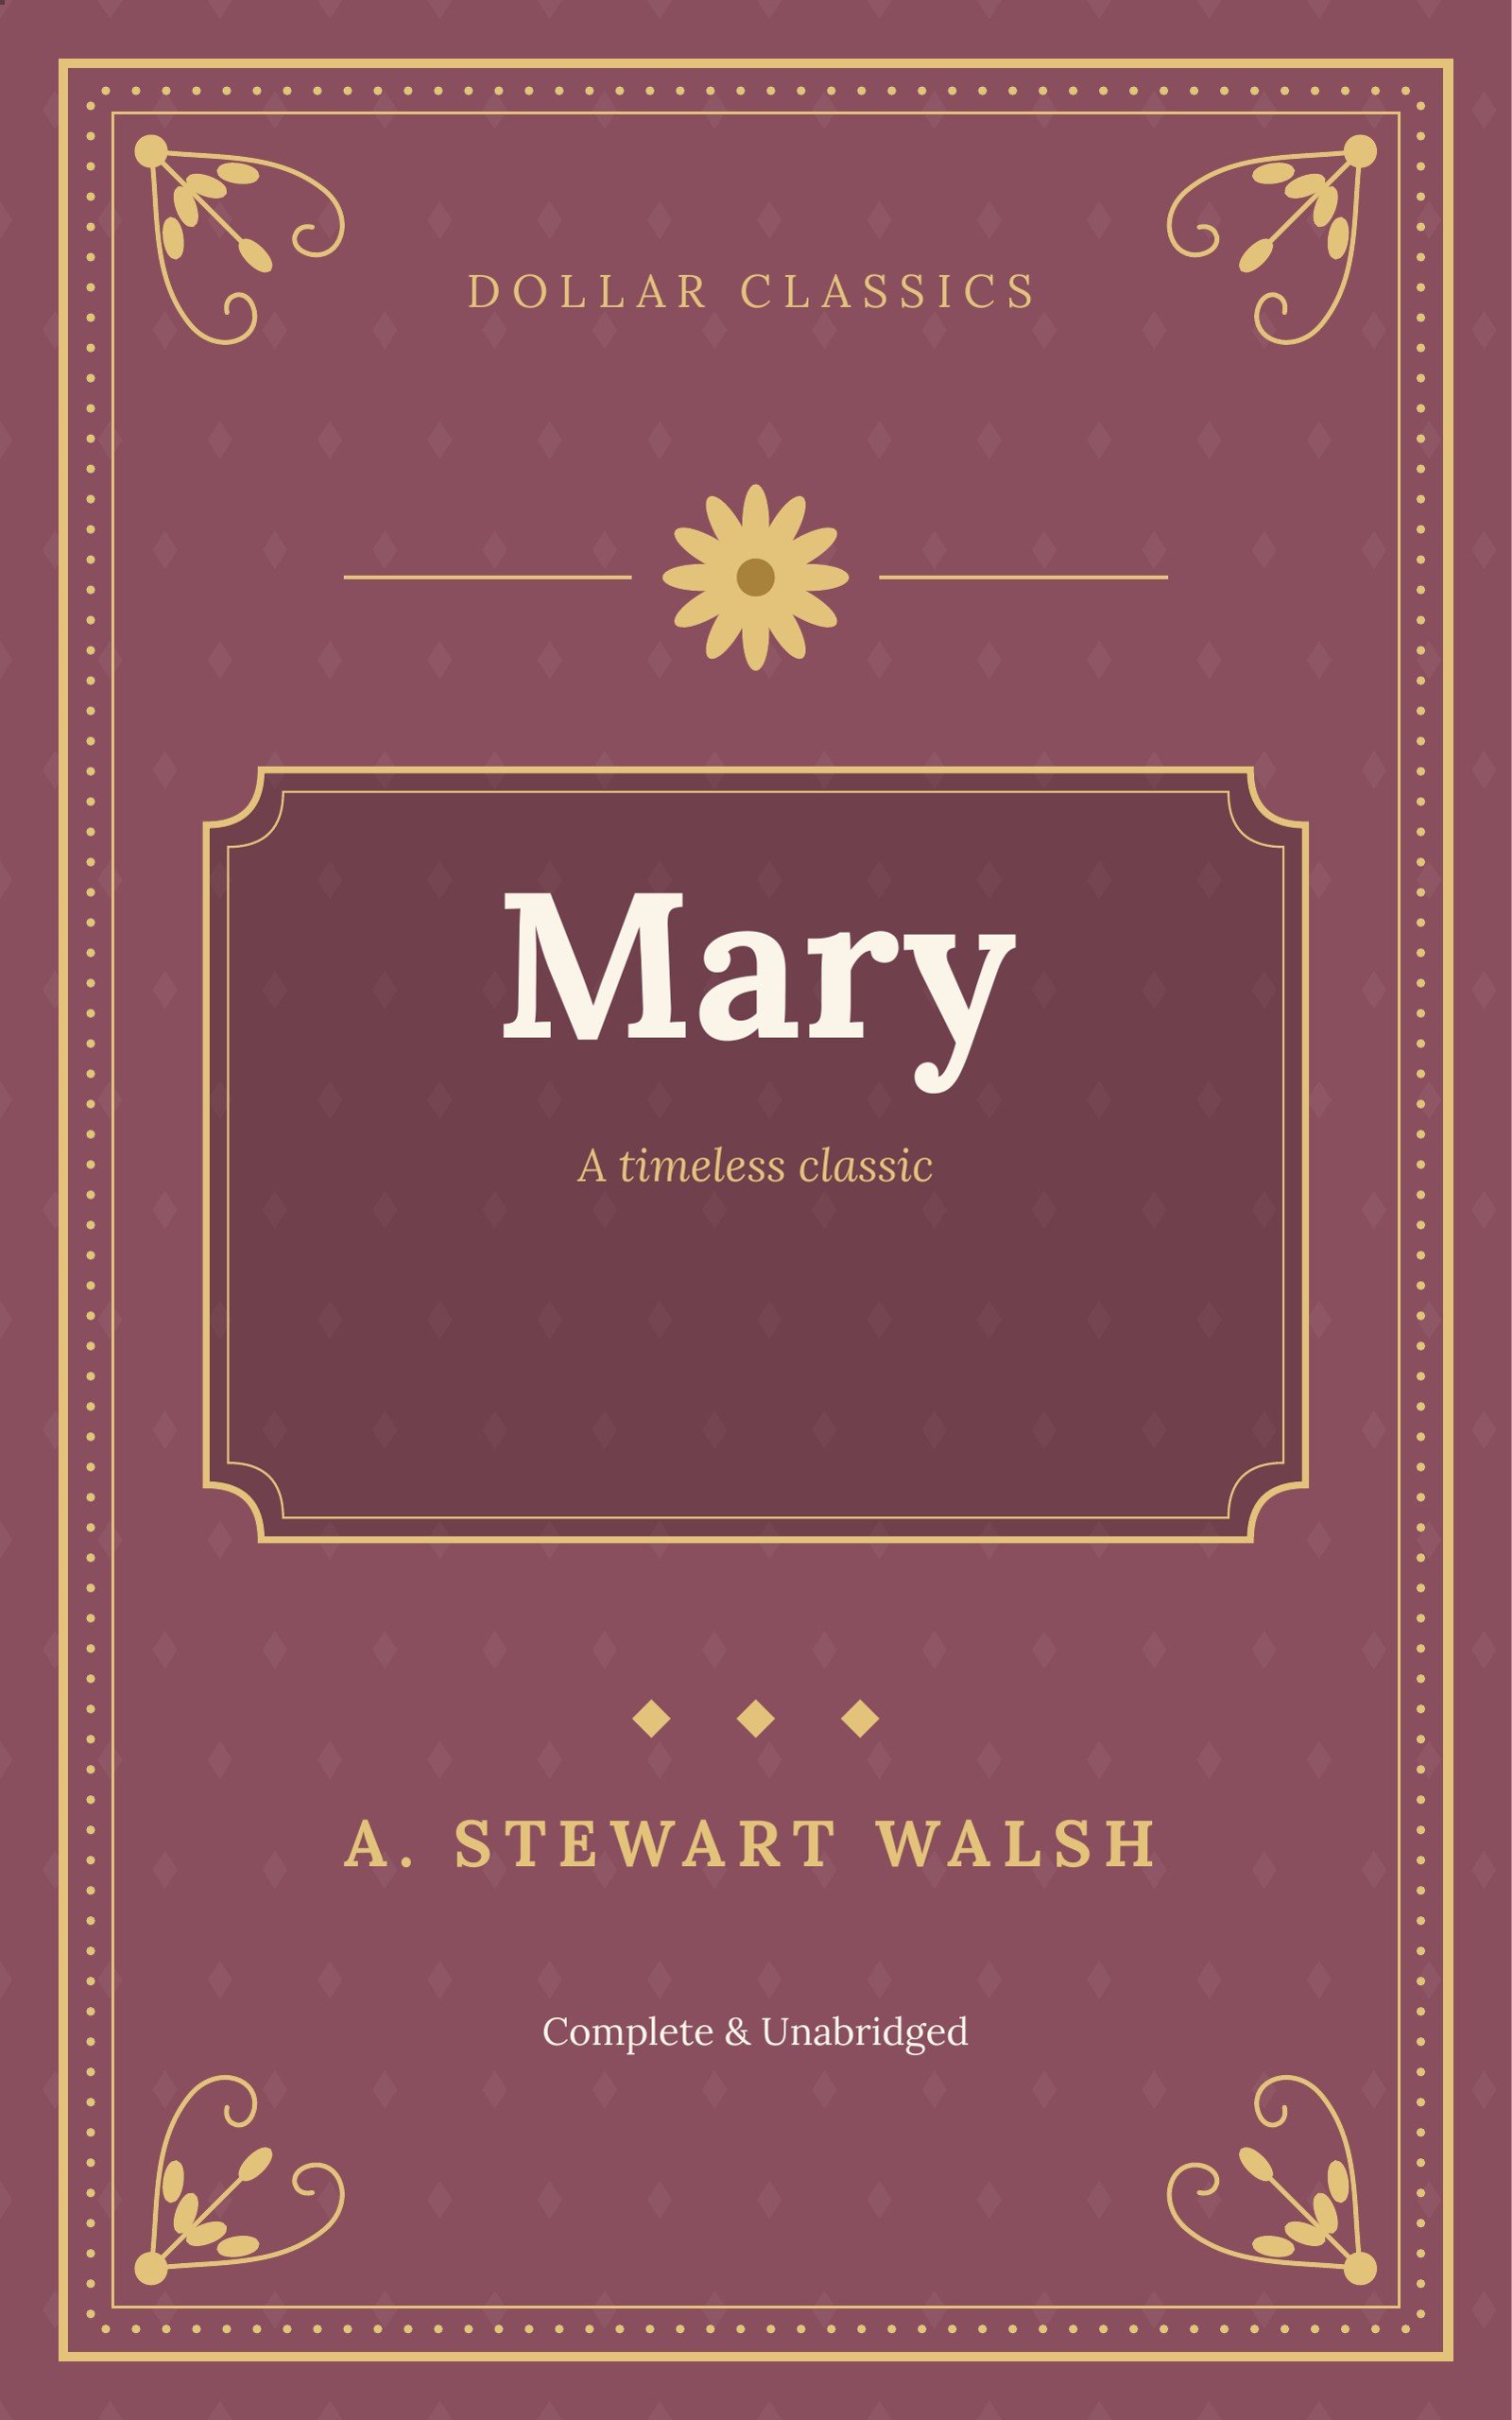 DOLLAR CLASSICS
Mary
A timeless classic
A. STEWART WALSH
Complete & Unabridged